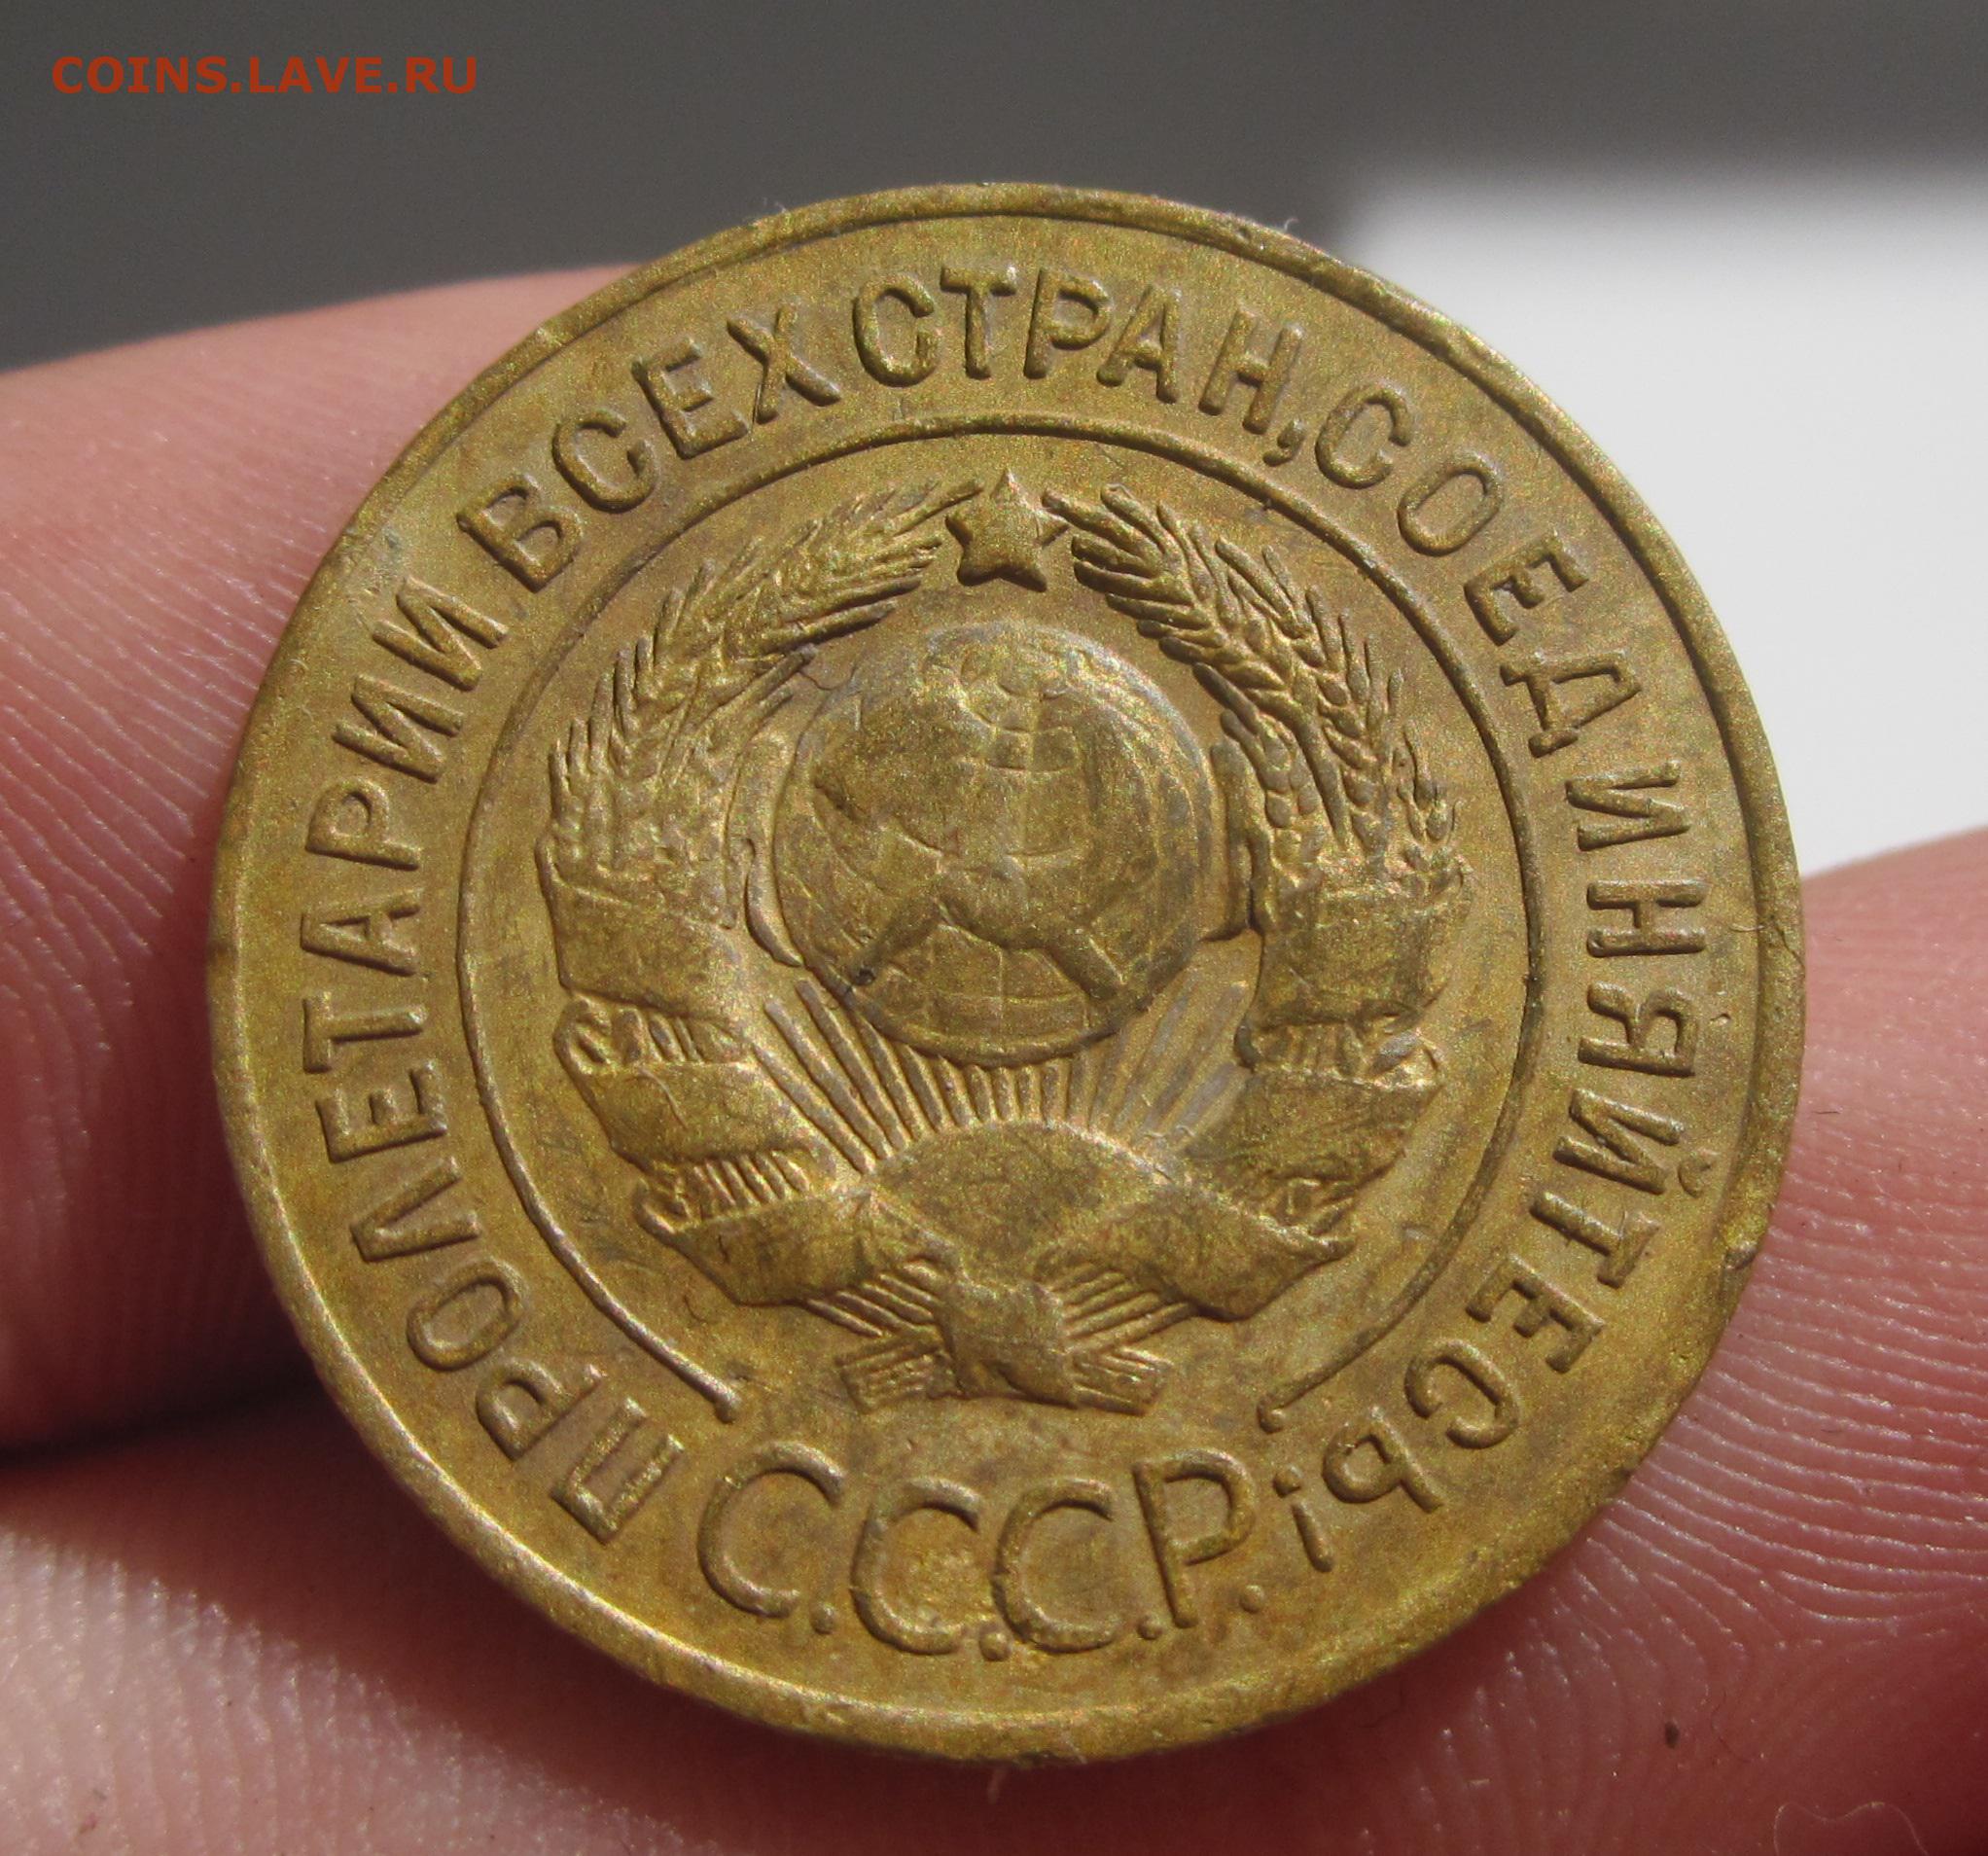 COINS.LAVE.RU
ПРОЛЕТАРИИ ВСЕХ СТРАН, СОЕДИНЯЙТЕСЬ!
С.С.С.Р.